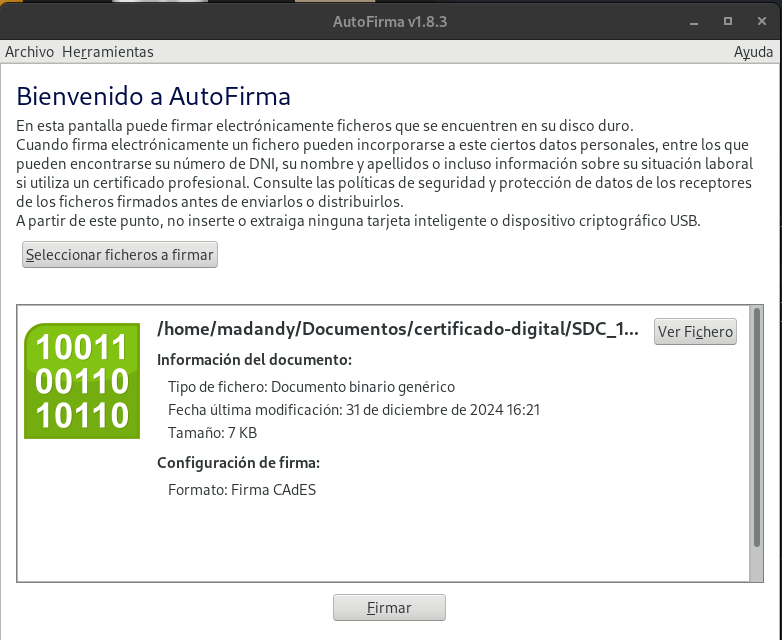 AutoFirma v1.8.3
Archivo Herramientas Ayuda
Bienvenido a AutoFirma
En esta pantalla puede firmar electrónicamente ficheros que se encuentren en su disco duro.
Cuando firma electrónicamente un fichero pueden incorporarse a este ciertos datos personales, entre los que
pueden encontrarse su número de DNI, su nombre y apellidos o incluso información sobre su situación laboral
si utiliza un certificado profesional. Consulte las políticas de seguridad y protección de datos de los receptores
de los ficheros firmados antes de enviarlos o distribuirlos.
A partir de este punto, no inserte o extraiga ninguna tarjeta inteligente o dispositivo criptográfico USB.
Seleccionar ficheros a firmar
10011
00110
10110
/home/madandy/Documentos/certificado-digital/SDC_1...
Ver Fichero
Información del documento:
Tipo de fichero: Documento binario genérico
Fecha última modificación: 31 de diciembre de 2024 16:21
Tamaño: 7 KB
Configuración de firma:
Formato: Firma CAdES
Firmar